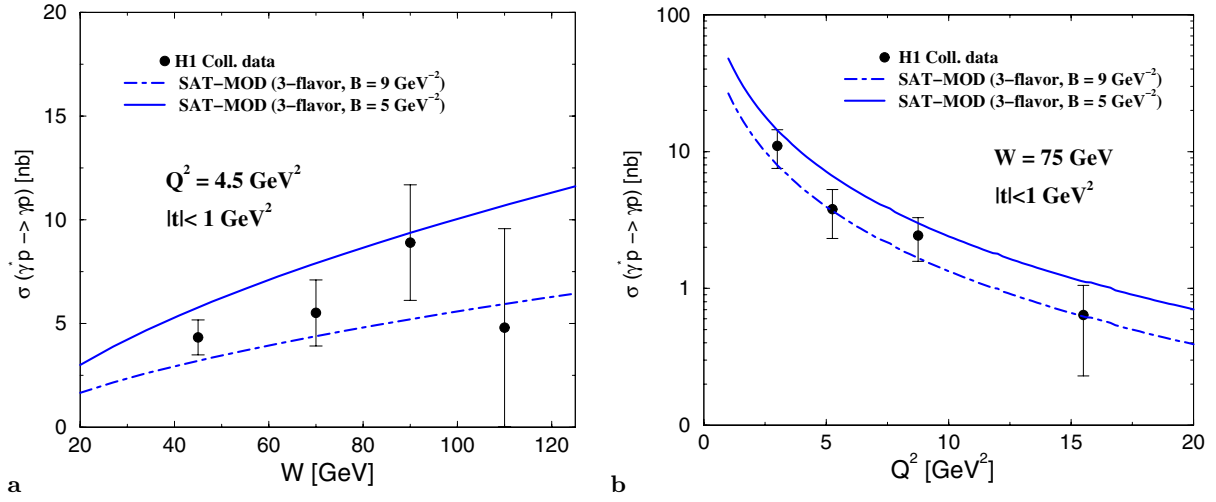 20
15
10
5
0
σ (γ* p −> γp) [nb]
H1 Coll. data
SAT−MOD (3−flavor, B = 9 GeV⁻²)
SAT−MOD (3−flavor, B = 5 GeV⁻²)
Q² = 4.5 GeV²
|t|< 1 GeV²
20 40 60 80 100 120
W [GeV]
a
100
10
1
0
σ (γ* p −> γp) [nb]
H1 Coll. data
SAT−MOD (3−flavor, B = 9 GeV⁻²)
SAT−MOD (3−flavor, B = 5 GeV⁻²)
W = 75 GeV
|t|<1 GeV²
0 5 10 15 20
Q² [GeV²]
b